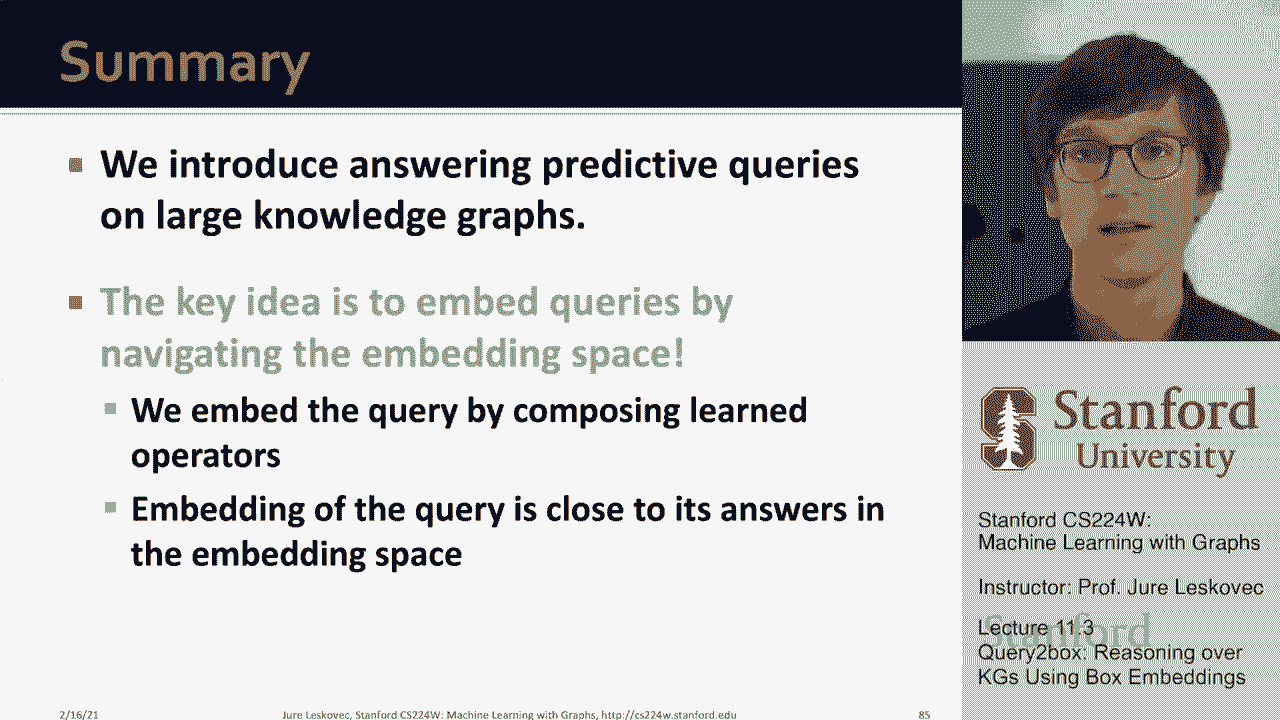 Summary
We introduce answering predictive queries
on large knowledge graphs.
The key idea is to embed queries by
navigating the embedding space!
We embed the query by composing learned
operators
Embedding of the query is close to its answers in
the embedding space
2/16/21
Jure Leskovec, Stanford CS224W: Machine Learning with Graphs, http://cs224w.stanford.edu
85
Stanford
University
Stanford CS224W:
Machine Learning with Graphs
Instructor: Prof. Jure Leskovec
Lecture 11.3
Stanford
Query2box: Reasoning over
KGs Using Box Embeddings